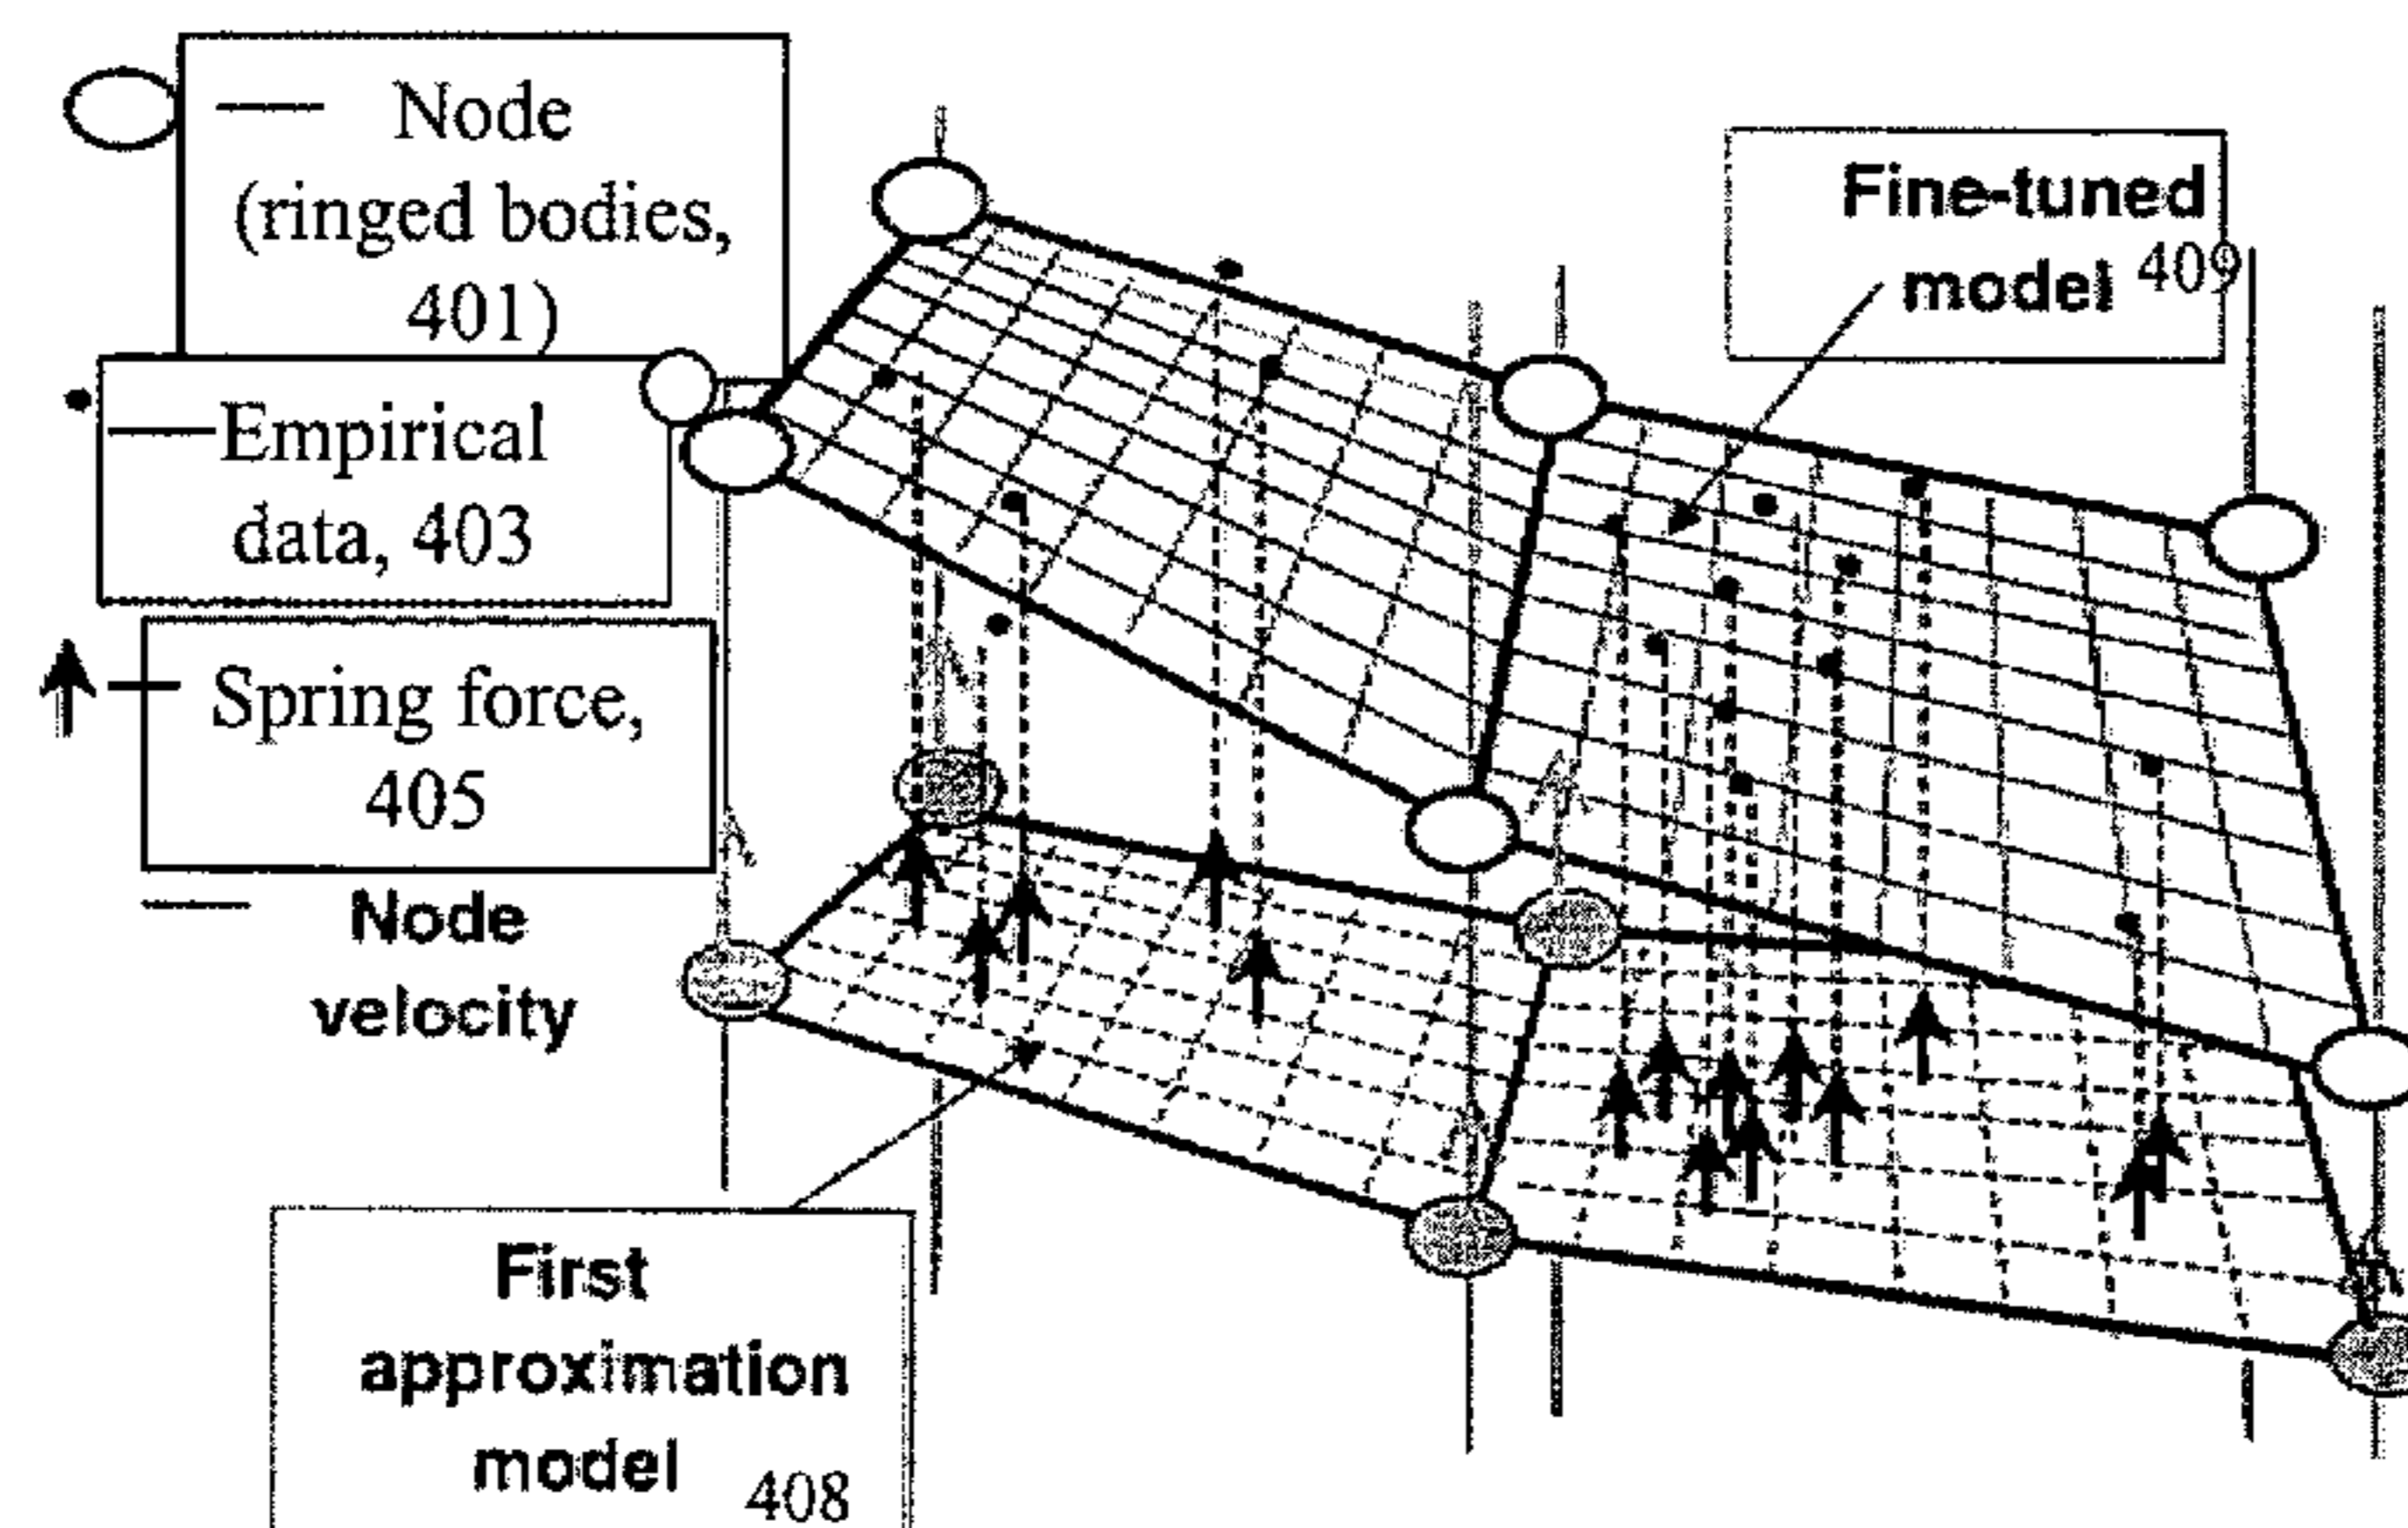 — Node
(ringed bodies,
401)
Fine-tuned
model 409
— Empirical
data, 403
Spring force,
405
— Node
velocity
First
approximation
model 408